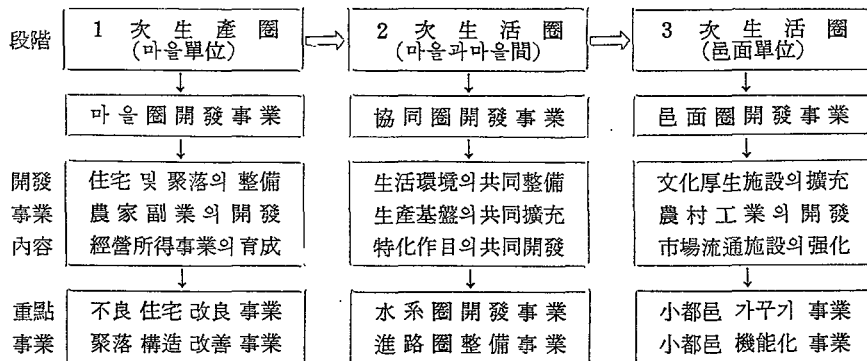 段階 1 次 生 產 圈 ⇨ 2 次 生 活 圈 ⇨ 3 次 生 活 圈
(마을單位) (마을과마을間) (邑面單位)
마 을 圈 開 發 事 業 協 同 圈 開 發 事 業 邑 面 圈 開 發 事 業
開發 住宅 및 聚落의 整備 生活環境의共同整備 文化厚生施設의擴充
事業 農家副業의開發 生產基盤의共同擴充 農村工業의開發
內容 經營所得事業의育成 特化作目의共同開發 市場流通施設의强化
重點 不良 住宅 改良 事業 水 系 圈 開 發 事 業 小都邑 가꾸기 事業
事業 聚落 構造 改善 事業 進 路 圈 整 備 事 業 小都邑 機能化 事業